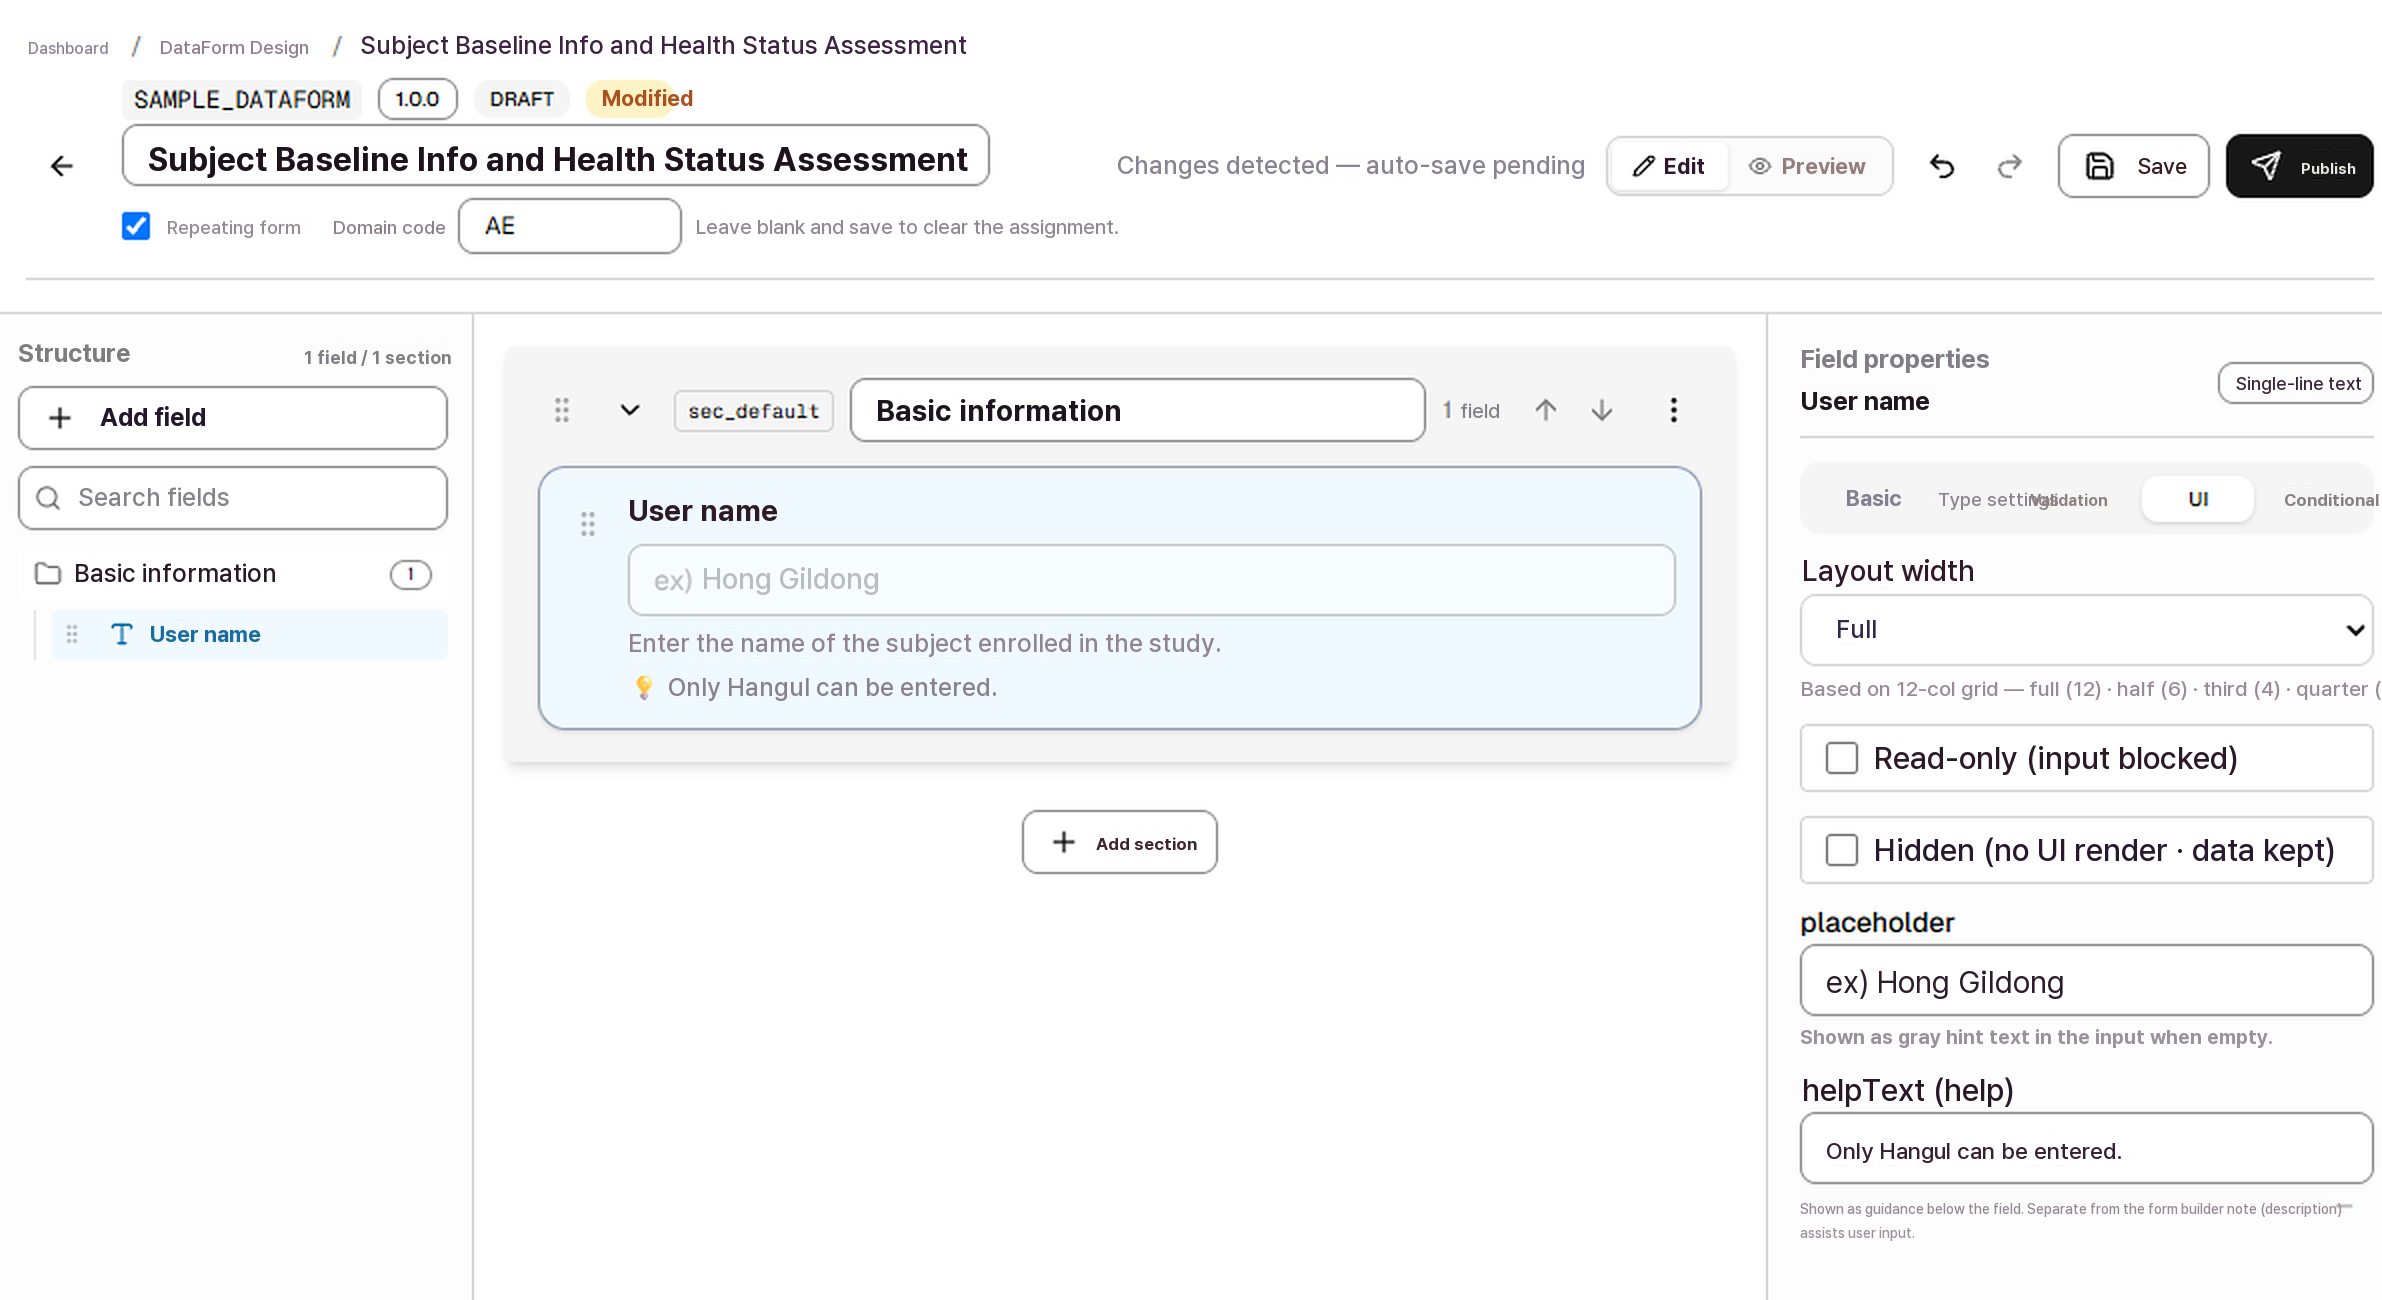 Dashboard / DataForm Design / Subject Baseline Info and Health Status Assessment
SAMPLE_DATAFORM 1.0.0 DRAFT Modified
Subject Baseline Info and Health Status Assessment
Changes detected — auto-save pending Edit Preview Save Publish
Repeating form Domain code AE Leave blank and save to clear the assignment.
Structure 1 field / 1 section
Add field
Search fields
Basic information 1
User name
sec_default Basic information 1 field
User name
ex) Hong Gildong
Enter the name of the subject enrolled in the study.
Only Hangul can be entered.
Add section
Field properties
User name Single-line text
Basic Type settings Validation UI Conditional
Layout width
Full
Based on 12-col grid — full (12) · half (6) · third (4) · quarter (
Read-only (input blocked)
Hidden (no UI render · data kept)
placeholder
ex) Hong Gildong
Shown as gray hint text in the input when empty.
helpText (help)
Only Hangul can be entered.
Shown as guidance below the field. Separate from the form builder note (description) —
assists user input.